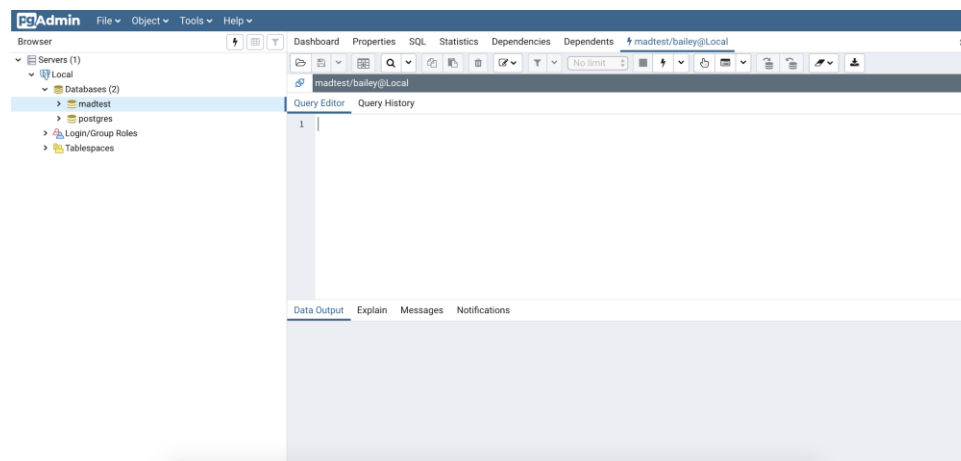 pgAdmin File Object Tools Help
Browser
Dashboard Properties SQL Statistics Dependencies Dependents madtest/bailey@Local
Servers (1)
Local
Databases (2)
madtest
postgres
Login/Group Roles
Tablespaces
No limit
madtest/bailey@Local
Query Editor Query History
1
Data Output Explain Messages Notifications